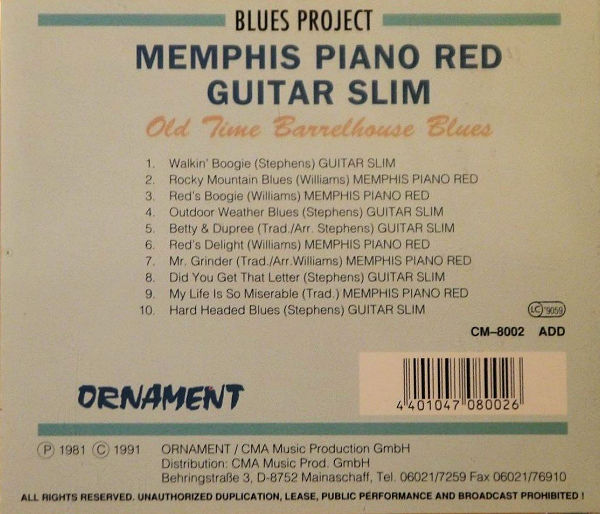 BLUES PROJECT
MEMPHIS PIANO RED
GUITAR SLIM
Old Time Barrelhouse Blues
1. Walkin' Boogie (Stephens) GUITAR SLIM
2. Rocky Mountain Blues (Williams) MEMPHIS PIANO RED
3. Red's Boogie (Williams) MEMPHIS PIANO RED
4. Outdoor Weather Blues (Stephens) GUITAR SLIM
5. Betty & Dupree (Trad./Arr. Stephens) GUITAR SLIM
6. Red's Delight (Williams) MEMPHIS PIANO RED
7. Mr. Grinder (Trad./Arr.Williams) MEMPHIS PIANO RED
8. Did You Get That Letter (Stephens) GUITAR SLIM
9. My Life Is So Miserable (Trad.) MEMPHIS PIANO RED
10. Hard Headed Blues (Stephens) GUITAR SLIM
LC 9059
CM-8002 ADD
ORNAMENT
4 401047 080026
Ⓟ 1981 Ⓒ 1991 ORNAMENT / CMA Music Production GmbH
Distribution: CMA Music Prod. GmbH
Behringstraße 3, D-8752 Mainaschaff, Tel. 06021/7259 Fax 06021/76910
ALL RIGHTS RESERVED. UNAUTHORIZED DUPLICATION, LEASE, PUBLIC PERFORMANCE AND BROADCAST PROHIBITED !